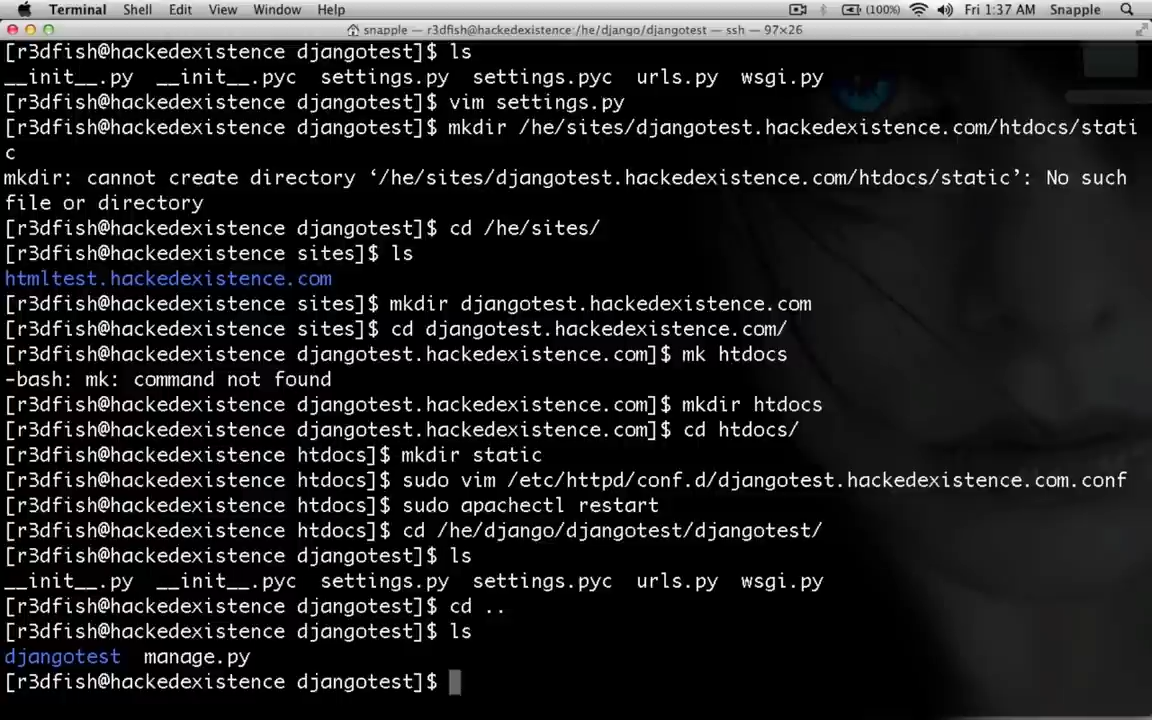 Terminal Shell Edit View Window Help (100%) Fri 1:37 AM Snapple
snapple — r3dfish@hackedexistence:/he/django/djangotest — ssh — 97×26
[r3dfish@hackedexistence djangotest]$ ls
__init__.py  __init__.pyc  settings.py  settings.pyc  urls.py  wsgi.py
[r3dfish@hackedexistence djangotest]$ vim settings.py
[r3dfish@hackedexistence djangotest]$ mkdir /he/sites/djangotest.hackedexistence.com/htdocs/stati
c
mkdir: cannot create directory ‘/he/sites/djangotest.hackedexistence.com/htdocs/static’: No such
file or directory
[r3dfish@hackedexistence djangotest]$ cd /he/sites/
[r3dfish@hackedexistence sites]$ ls
htmltest.hackedexistence.com
[r3dfish@hackedexistence sites]$ mkdir djangotest.hackedexistence.com
[r3dfish@hackedexistence sites]$ cd djangotest.hackedexistence.com/
[r3dfish@hackedexistence djangotest.hackedexistence.com]$ mk htdocs
-bash: mk: command not found
[r3dfish@hackedexistence djangotest.hackedexistence.com]$ mkdir htdocs
[r3dfish@hackedexistence djangotest.hackedexistence.com]$ cd htdocs/
[r3dfish@hackedexistence htdocs]$ mkdir static
[r3dfish@hackedexistence htdocs]$ sudo vim /etc/httpd/conf.d/djangotest.hackedexistence.com.conf
[r3dfish@hackedexistence htdocs]$ sudo apachectl restart
[r3dfish@hackedexistence htdocs]$ cd /he/django/djangotest/djangotest/
[r3dfish@hackedexistence djangotest]$ ls
__init__.py  __init__.pyc  settings.py  settings.pyc  urls.py  wsgi.py
[r3dfish@hackedexistence djangotest]$ cd ..
[r3dfish@hackedexistence djangotest]$ ls
djangotest  manage.py
[r3dfish@hackedexistence djangotest]$